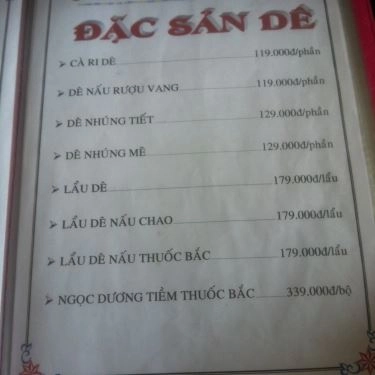 ĐẶC SẢN DÊ
➢ CÀ RI DÊ 119.000đ/phần
➢ DÊ NẤU RƯỢU VANG 119.000đ/phần
➢ DÊ NHÚNG TIẾT 129.000đ/phần
➢ DÊ NHÚNG MẺ 129.000đ/phần
➢ LẨU DÊ 179.000đ/lẩu
➢ LẨU DÊ NẤU CHAO 179.000đ/lẩu
➢ LẨU DÊ NẤU THUỐC BẮC 179.000đ/lẩu
➢ NGỌC DƯƠNG TIỀM THUỐC BẮC 339.000đ/bộ